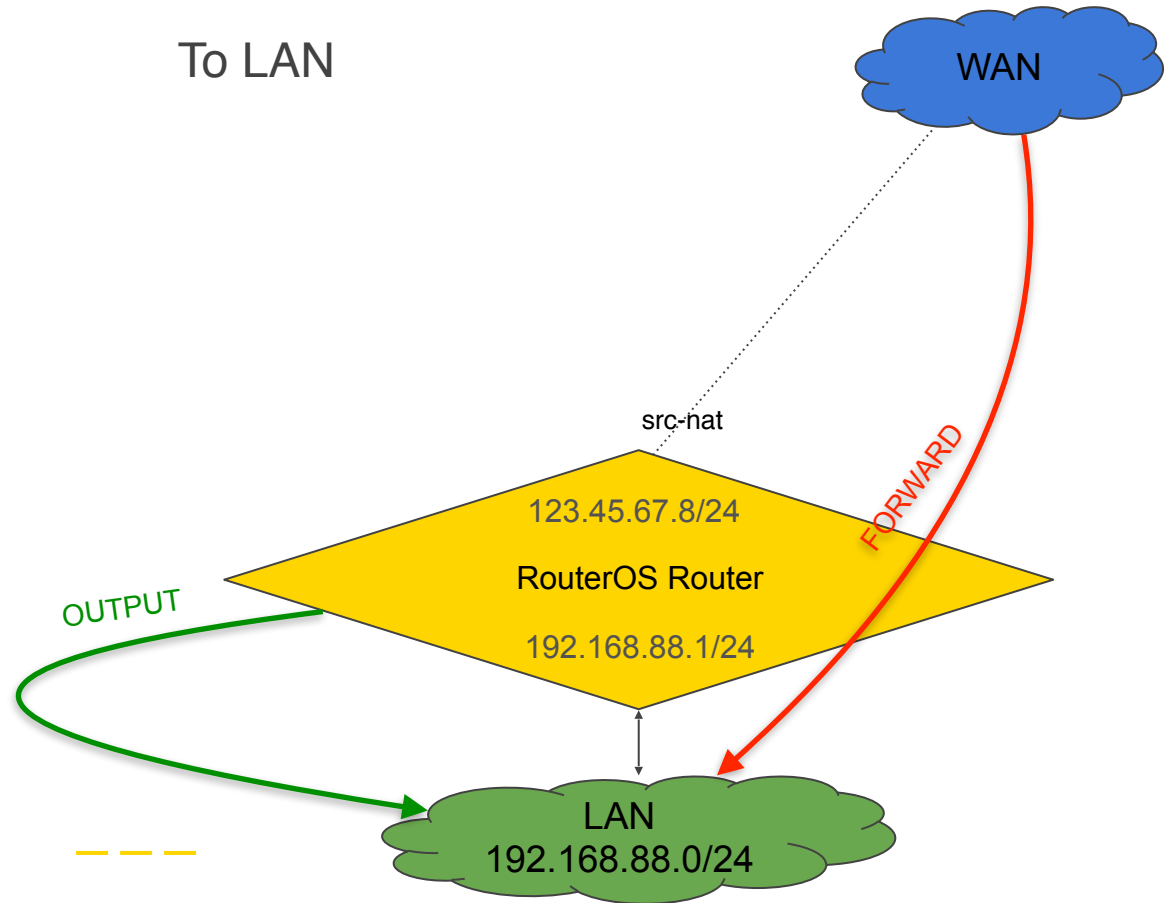 To LAN
WAN
src-nat
123.45.67.8/24
FORWARD
RouterOS Router
OUTPUT
192.168.88.1/24
LAN
192.168.88.0/24